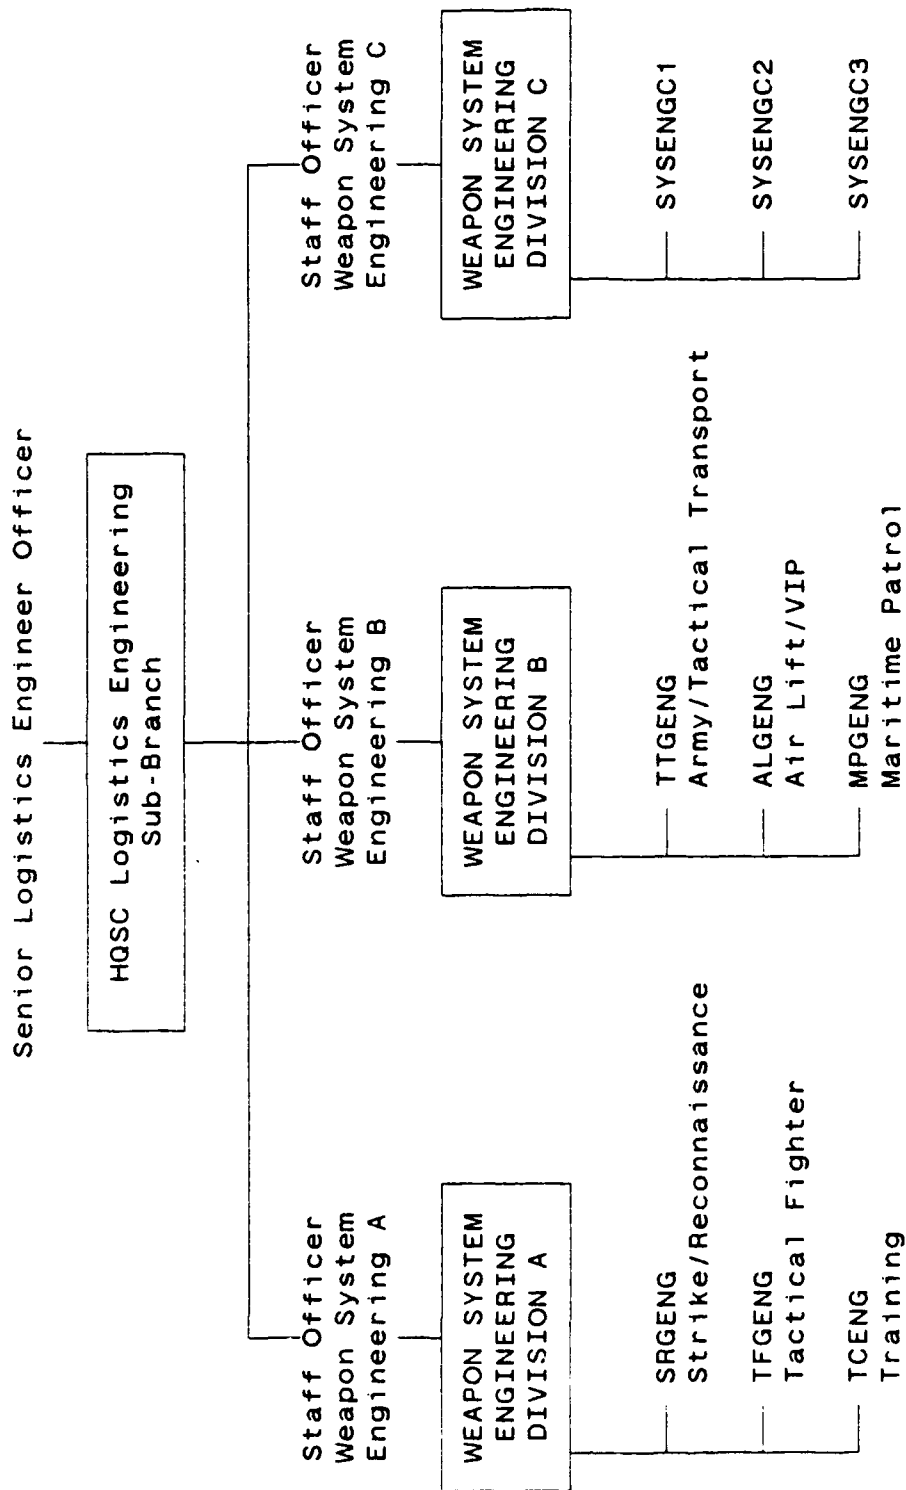 Senior Logistics Engineer Officer
HQSC Logistics Engineering
Sub-Branch
Staff Officer
Weapon System
Engineering A
WEAPON SYSTEM
ENGINEERING
DIVISION A
SRGENG
Strike/Reconnaissance
TFGENG
Tactical Fighter
TCENG
Training
Staff Officer
Weapon System
Engineering B
WEAPON SYSTEM
ENGINEERING
DIVISION B
TTGENG
Army/Tactical Transport
ALGENG
Air Lift/VIP
MPGENG
Maritime Patrol
Staff Officer
Weapon System
Engineering C
WEAPON SYSTEM
ENGINEERING
DIVISION C
SYSENGC1
SYSENGC2
SYSENGC3